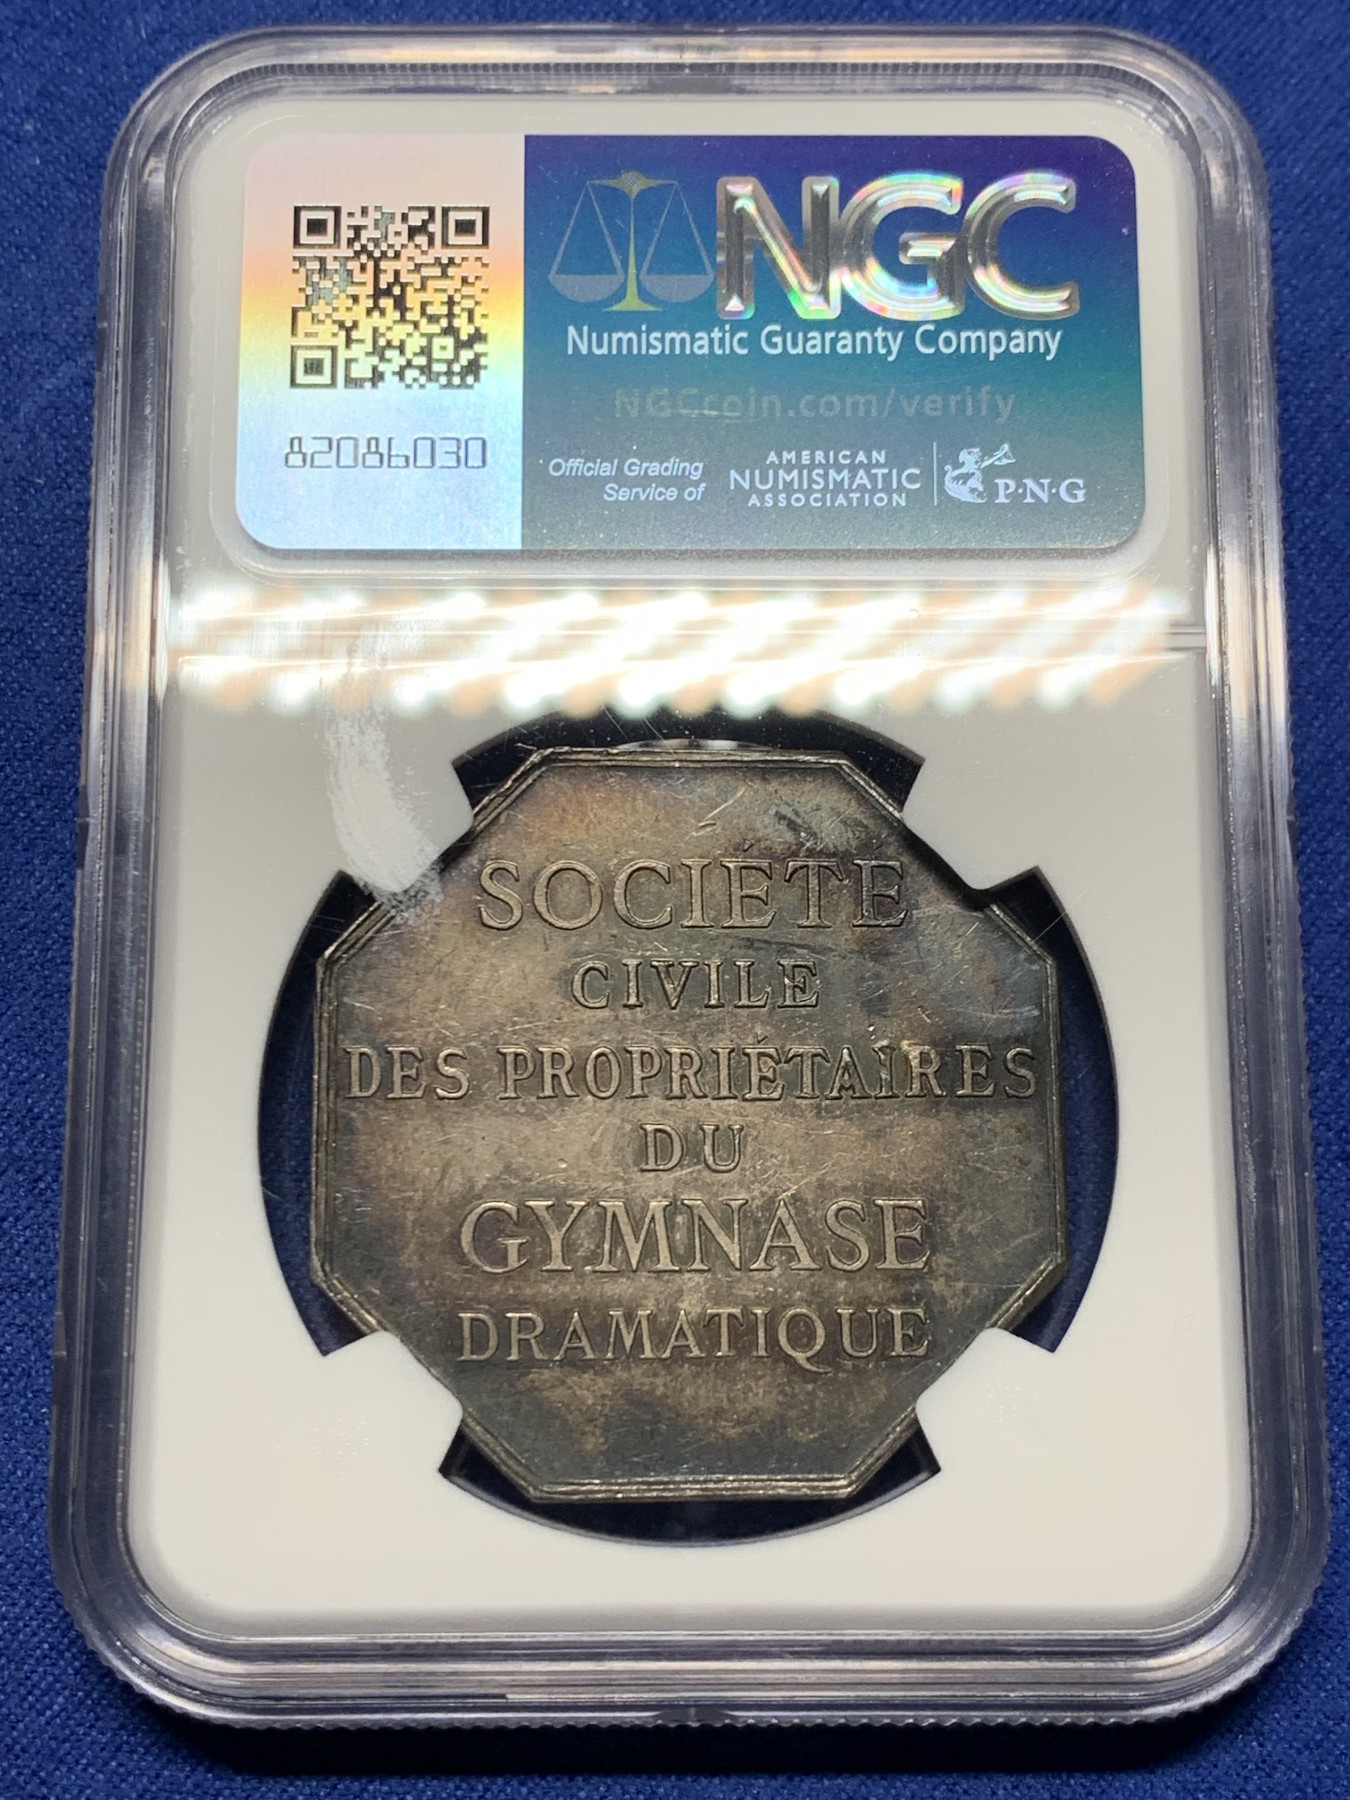 NGC
Numismatic Guaranty Company
NGCcoin.com/verify
82086030
Official Grading
Service of
AMERICAN
NUMISMATIC
ASSOCIATION
P·N·G
SOCIÉTÉ
CIVILE
DES PROPRIÉTAIRES
DU
GYMNASE
DRAMATIQUE